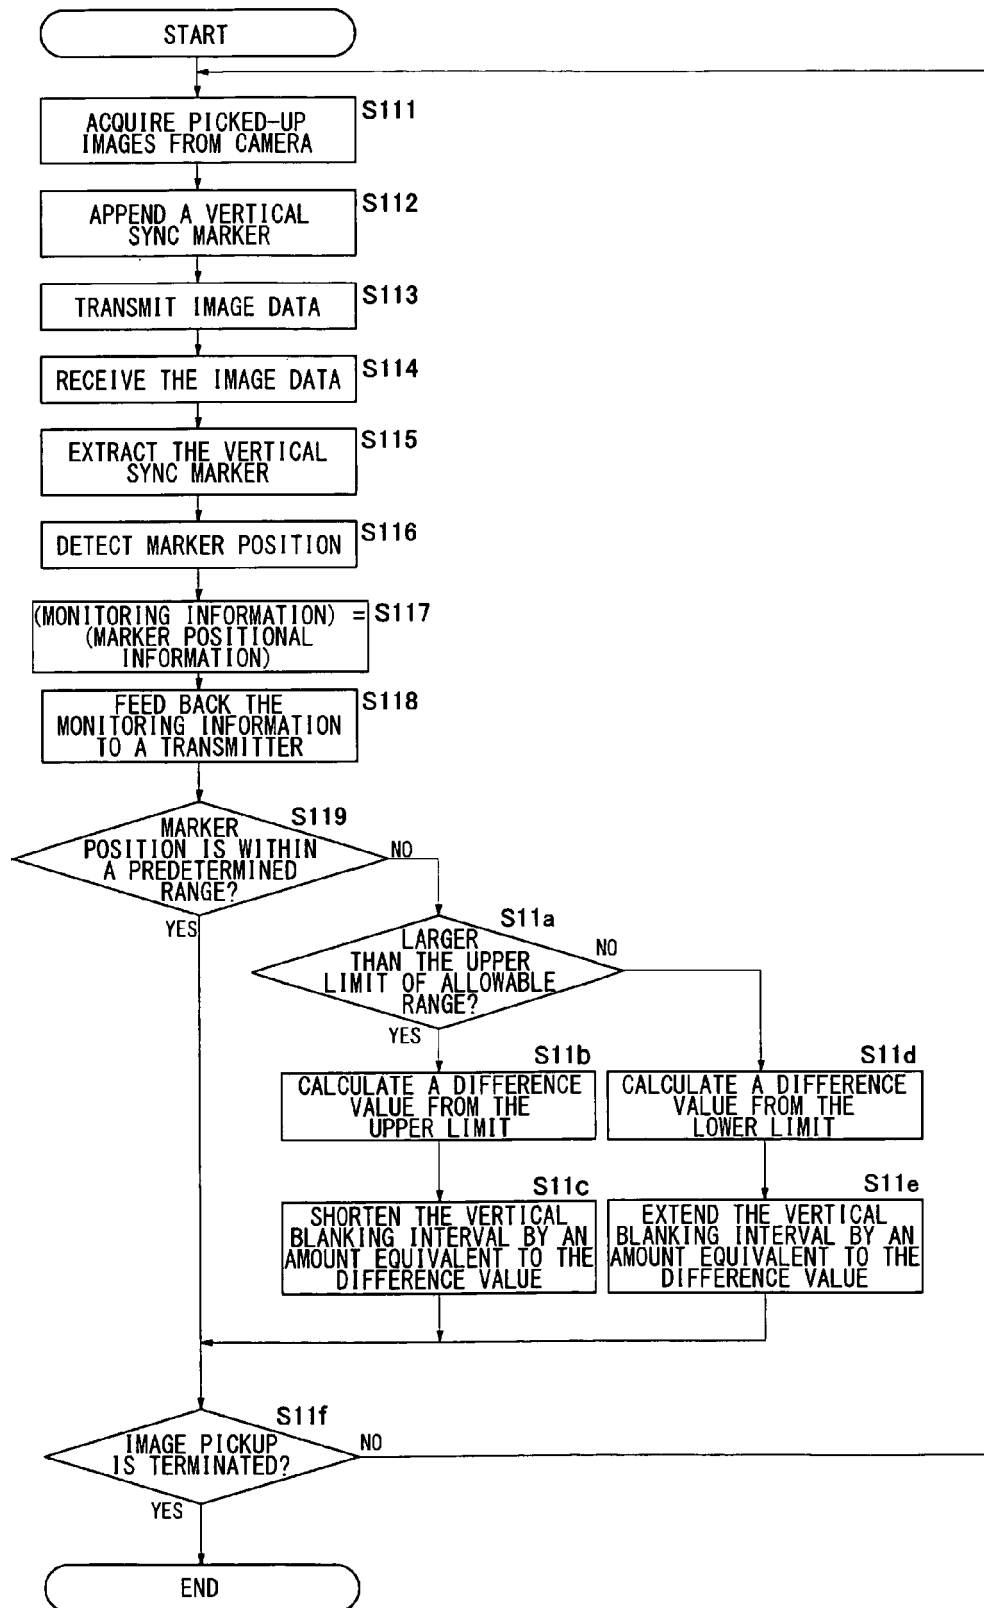 START
ACQUIRE PICKED-UP
IMAGES FROM CAMERA
S111
APPEND A VERTICAL
SYNC MARKER
S112
TRANSMIT IMAGE DATA
S113
RECEIVE THE IMAGE DATA
S114
EXTRACT THE VERTICAL
SYNC MARKER
S115
DETECT MARKER POSITION
S116
(MONITORING INFORMATION) =
(MARKER POSITIONAL
INFORMATION)
S117
FEED BACK THE
MONITORING INFORMATION
TO A TRANSMITTER
S118
S119
MARKER
POSITION IS WITHIN
A PREDETERMINED
RANGE?
NO
YES
S11a
LARGER
THAN THE UPPER
LIMIT OF ALLOWABLE
RANGE?
NO
YES
S11b
CALCULATE A DIFFERENCE
VALUE FROM THE
UPPER LIMIT
S11d
CALCULATE A DIFFERENCE
VALUE FROM THE
LOWER LIMIT
S11c
SHORTEN THE VERTICAL
BLANKING INTERVAL BY AN
AMOUNT EQUIVALENT TO THE
DIFFERENCE VALUE
S11e
EXTEND THE VERTICAL
BLANKING INTERVAL BY AN
AMOUNT EQUIVALENT TO THE
DIFFERENCE VALUE
S11f
IMAGE PICKUP
IS TERMINATED?
NO
YES
END